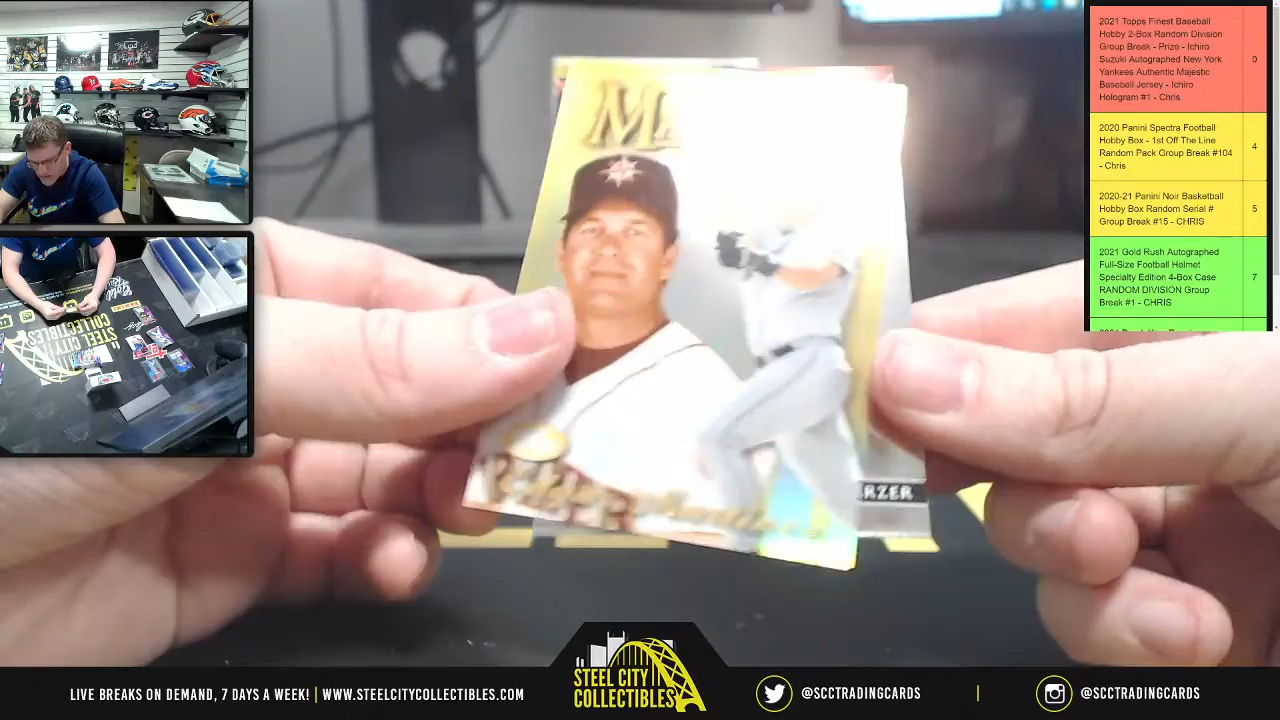 2021 Topps Finest Baseball
Hobby 2-Box Random Division
Group Break - Prize - Ichiro
Suzuki Autographed New York
Yankees Authentic Majestic
Baseball Jersey - Ichiro
Hologram #1 - Chris
0
2020 Panini Spectra Football
Hobby Box - 1st Off The Line
Random Pack Group Break #104
- Chris
4
2020-21 Panini Noir Basketball
Hobby Box Random Serial #
Group Break #15 - CHRIS
5
2021 Gold Rush Autographed
Full-Size Football Helmet
Specialty Edition 4-Box Case
RANDOM DIVISION Group
Break #1 - CHRIS
7
M
RZER
STEEL CITY
COLLECTIBLES
LIVE BREAKS ON DEMAND, 7 DAYS A WEEK! | WWW.STEELCITYCOLLECTIBLES.COM
STEEL CITY
COLLECTIBLES
@SCCTRADINGCARDS | @SCCTRADINGCARDS